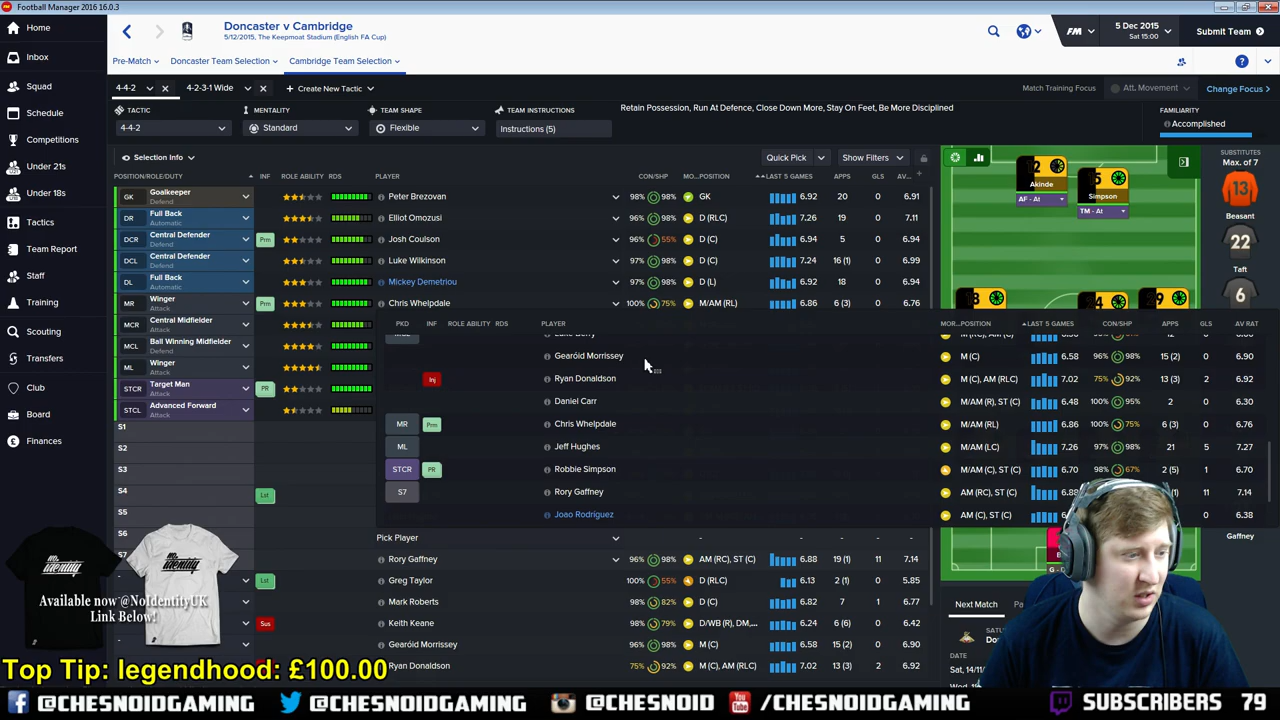 Football Manager 2016 16.0.3
Home
Inbox
Squad
Schedule
Competitions
Under 21s
Under 18s
Tactics
Team Report
Staff
Training
Scouting
Transfers
Club
Board
Finances
Doncaster v Cambridge
5/12/2015, The Keepmoat Stadium (English FA Cup)
FM
5 Dec 2015
Sat 15:00
Submit Team
Pre-Match
Doncaster Team Selection
Cambridge Team Selection
4-4-2
4-2-3-1 Wide
Create New Tactic
Match Training Focus
Att. Movement
Change Focus
TACTIC
MENTALITY
TEAM SHAPE
TEAM INSTRUCTIONS
Retain Possession, Run At Defence, Close Down More, Stay On Feet, Be More Disciplined
FAMILIARITY
4-4-2
Standard
Flexible
Instructions (5)
Accomplished
Selection Info
Quick Pick
Show Filters
POSITION/ROLE/DUTY INF ROLE ABILITY RDS PLAYER CON/SHP MO... POSITION LAST 5 GAMES APPS GLS AV...
GK Goalkeeper Defend Peter Brezovan 98% 98% GK 6.92 20 0 6.91
DR Full Back Automatic Elliot Omozusi 96% 98% D (RLC) 7.26 19 0 7.11
DCR Central Defender Defend Prm Josh Coulson 96% 55% D (C) 6.94 5 0 6.94
DCL Central Defender Defend Luke Wilkinson 97% 98% D (C) 7.24 16 (1) 0 6.99
DL Full Back Automatic Mickey Demetriou 97% 98% D (L) 6.92 18 0 6.94
MR Winger Attack Prm Chris Whelpdale 100% 75% M/AM (RL) 6.86 6 (3) 0 6.76
MCR Central Midfielder Attack
MCL Ball Winning Midfielder Defend
ML Winger Attack
STCR Target Man Attack PR
STCL Advanced Forward Attack
S1
S2
S3
S4 Lst
S5
S6
PKD INF ROLE ABILITY RDS PLAYER MOR... POSITION LAST 5 GAMES CON/SHP APPS GLS AV RAT
Gearóid Morrissey M (C) 6.58 96% 98% 15 (2) 0 6.90
Inj Ryan Donaldson M (C), AM (RLC) 7.02 75% 92% 13 (3) 2 6.92
Daniel Carr M/AM (R), ST (C) 6.48 100% 95% 2 0 6.30
MR Prm Chris Whelpdale M/AM (RL) 6.86 100% 75% 6 (3) 0 6.76
ML Jeff Hughes M/AM (LC) 7.26 97% 98% 21 5 7.27
STCR PR Robbie Simpson M/AM (C), ST (C) 6.70 98% 67% 2 (5) 1 6.70
S7 Rory Gaffney AM (RC), ST (C) 6.88 11 7.14
Joao Rodriguez AM (C), ST (C) 0 6.38
Pick Player
Rory Gaffney 96% 98% AM (RC), ST (C) 6.88 19 (1) 11 7.14
Lst Greg Taylor 100% 55% D (RLC) 6.13 2 (1) 0 5.85
Mark Roberts 98% 82% D (C) 6.82 7 1 6.77
Sus Keith Keane 98% 79% D/WB (R), DM,... 6.24 6 (6) 0 6.42
Gearóid Morrissey 96% 98% M (C) 6.58 15 (2) 0 6.90
Ryan Donaldson 75% 92% M (C), AM (RLC) 7.02 13 (3) 2 6.92
Akinde
AF - At
Simpson
TM - At
SUBSTITUTES
Max. of 7
13
Beasant
22
Taft
6
Gaffney
Next Match
Doncaster
DATE
Sat, 14/11/
Available now @NoIdentityUK
Link Below!
No. Identity
No. Identity
Top Tip: legendhood: £100.00
@CHESNOIDGAMING
@CHESNOIDGAMING
@CHESNOID
/CHESNOIDGAMING
SUBSCRIBERS 79